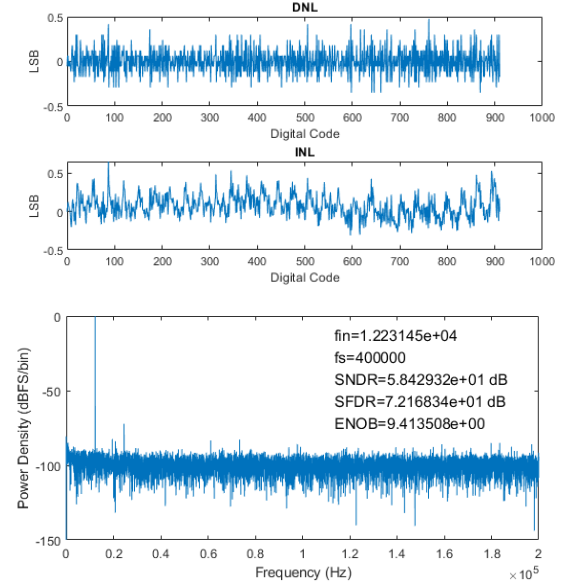 DNL
0.5
0
-0.5
LSB
0 100 200 300 400 500 600 700 800 900 1000
Digital Code
INL
0.5
0
-0.5
LSB
0 100 200 300 400 500 600 700 800 900 1000
Digital Code
0
-50
-100
-150
Power Density (dBFS/bin)
fin=1.223145e+04
fs=400000
SNDR=5.842932e+01 dB
SFDR=7.216834e+01 dB
ENOB=9.413508e+00
0 0.2 0.4 0.6 0.8 1 1.2 1.4 1.6 1.8 2
Frequency (Hz)
×10⁵